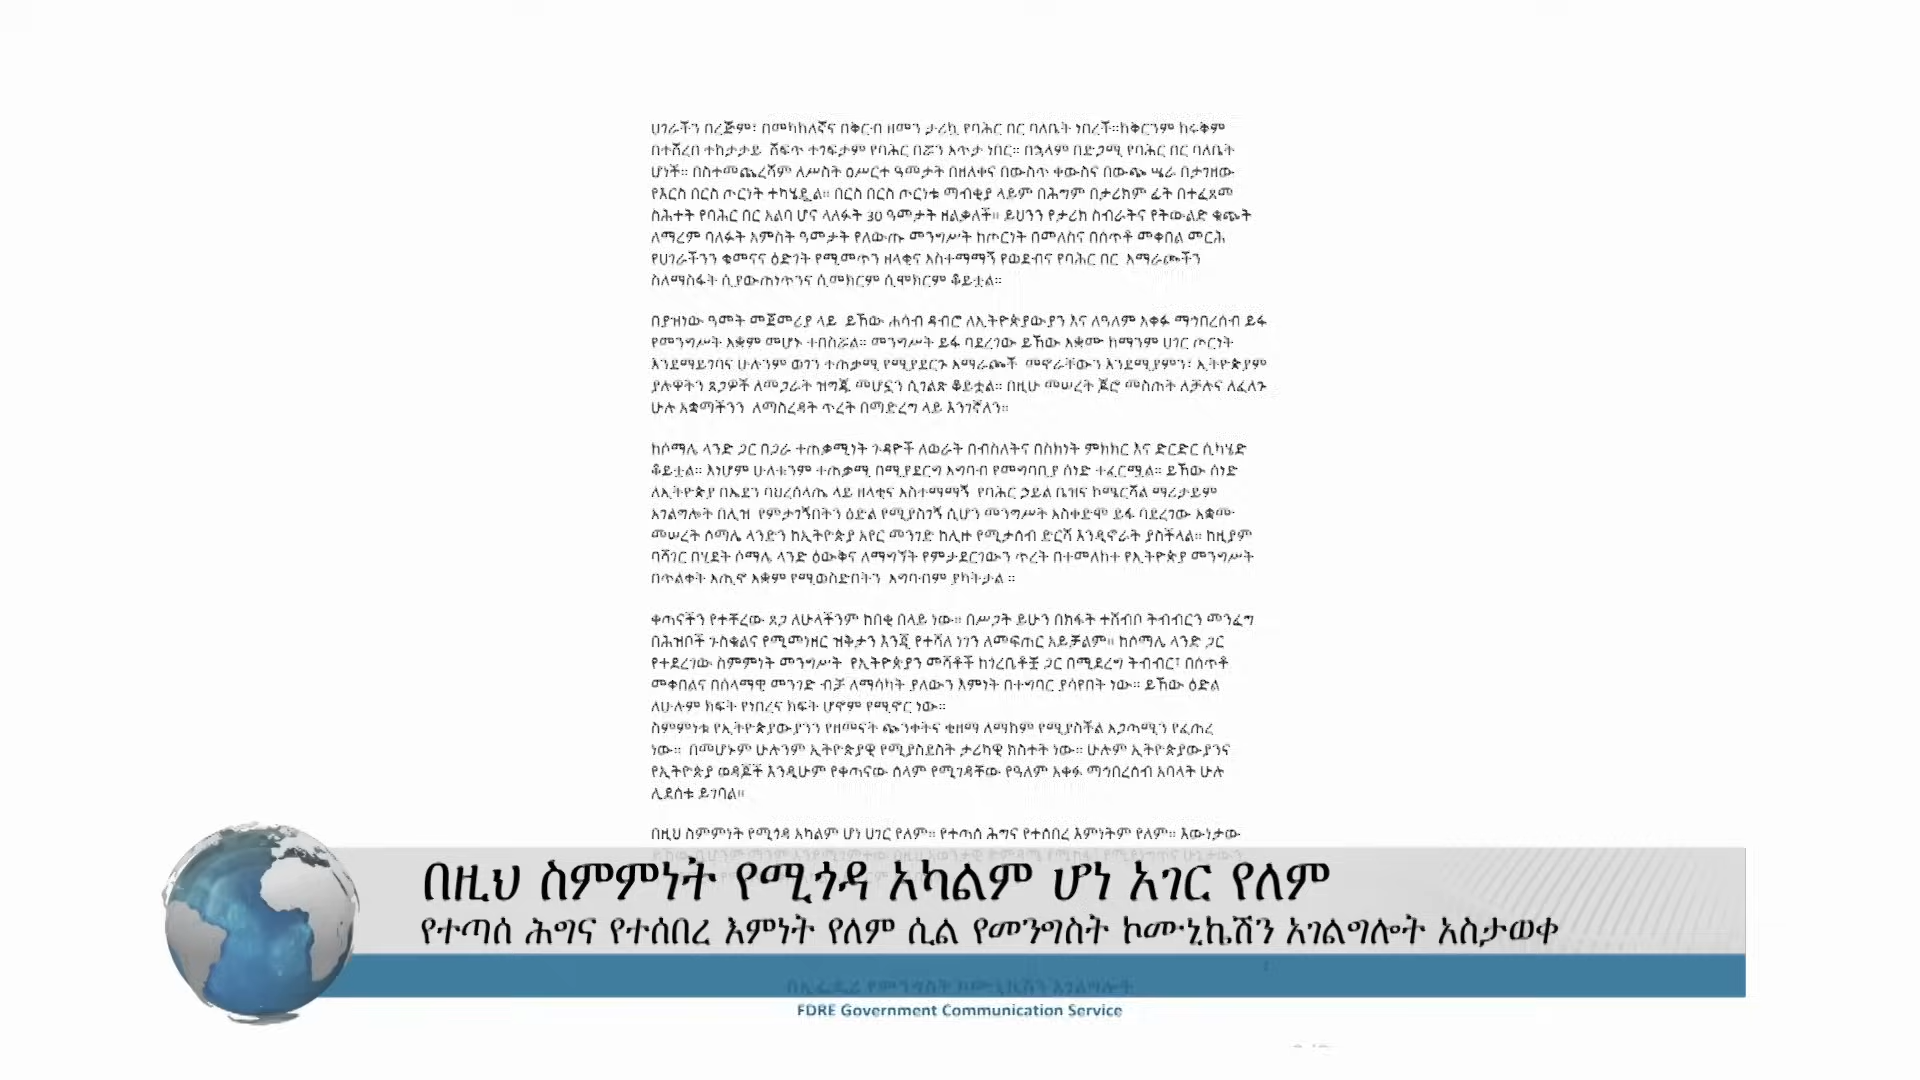 ሀገራችን በረጅም፣ በመካከለኛና በቅርብ ዘመን ታሪኳ የባሕር በር ባለቤት ነበረች።ከቅርንም ከሩቅም
በተሸረበ ተከታታይ ሸፍጥ ተገፍታም የባሕር በሯን አጥታ ነበር። በኋላም በድጋሚ የባሕር በር ባለቤት
ሆነች። በስተመጨረሻም ለሥስት ዐሥርተ ዓመታት በዘለቀና በውስጥ ቀውስና በውጭ ሤራ በታገዘው
የእርስ በርስ ጦርነት ተካሄዷል። በርስ በርስ ጦርነቱ ማብቂያ ላይም በሕግም በታሪክም ፊት በተፈጸመ
ስሕተት የባሕር በር አልባ ሆና ላለፉት 30 ዓመታት ዘልቃለች። ይህንን የታሪክ ስብራትና የትውልድ ቁጭት
ለማረም ባለፉት አምስት ዓመታት የለውጡ መንግሥት ከጦርነት በመለስና በሰጥቶ መቀበል መርሕ
የሀገራችንን ቁመናና ዕድገት የሚመጥን ዘላቂና አስተማማኝ የወደብና የባሕር በር አማራጮችን
ስለማስፋት ሲያውጠነጥንና ሲመክርም ሲሞክርም ቆይቷል።
በያዝነው ዓመት መጀመሪያ ላይ ይኸው ሐሳብ ዳብሮ ለኢትዮጵያውያን እና ለዓለም አቀፉ ማኅበረሰብ ይፋ
የመንግሥት አቋም መሆኑ ተበስሯል። መንግሥት ይፋ ባደረገው ይኸው አቋሙ ከማንም ሀገር ጦርነት
እንደማይገባና ሁሉንም ወገን ተጠቃሚ የሚያደርጉ አማራጮች መኖራቸውን እንደሚያምን፣ ኢትዮጵያም
ያሉዋትን ጸጋዎች ለመጋራት ዝግጁ መሆኗን ሲገልጽ ቆይቷል። በዚሁ መሠረት ጆሮ መስጠት ለቻሉና ለፈለጉ
ሁሉ አቋማችንን ለማስረዳት ጥረት በማድረግ ላይ እንገኛለን።
ከሶማሌ ላንድ ጋር በጋራ ተጠቃሚነት ጉዳዮች ለወራት በብስለትና በስክነት ምክክር እና ድርድር ሲካሄድ
ቆይቷል። እነሆም ሁለቱንም ተጠቃሚ በሚያደርግ አግባብ የመግባቢያ ሰነድ ተፈርሟል። ይኸው ሰነድ
ለኢትዮጵያ በኤደን ባህረሰላጤ ላይ ዘላቂና አስተማማኝ የባሕር ኃይል ቤዝና ኮሜርሻል ማሪታይም
አገልግሎት በሊዝ የምታገኝበትን ዕድል የሚያስገኝ ሲሆን መንግሥት አስቀድሞ ይፋ ባደረገው አቋሙ
መሠረት ሶማሌ ላንድን ከኢትዮጵያ አየር መንገድ ከሊዙ የሚታሰብ ድርሻ እንዲኖራት ያስችላል። ከዚያም
ባሻገር በሂደት ሶማሌ ላንድ ዕውቅና ለማግኘት የምታደርገውን ጥረት በተመለከተ የኢትዮጵያ መንግሥት
በጥልቀት አጢኖ አቋም የሚወስድበትን አግባብም ያካትታል ።
ቀጣናችን የተቸረው ጸጋ ለሁላችንም ከበቂ በላይ ነው። በሥጋት ይሁን በክፋት ተሸብቦ ትብብርን መንፈግ
በሕዝቦች ጉስቁልና የሚመነዘር ዝቅታን እንጂ የተሻለ ነገን ለመፍጠር አይቻልም። ከሶማሌ ላንድ ጋር
የተደረገው ስምምነት መንግሥት የኢትዮጵያን መሻቶች ከጎረቤቶቿ ጋር በሚደረግ ትብብር፣ በሰጥቶ
መቀበልና በሰላማዊ መንገድ ብቻ ለማሳካት ያለውን እምነት በተግባር ያሳየበት ነው። ይኸው ዕድል
ለሁሉም ክፍት የነበረና ክፍት ሆኖም የሚኖር ነው።
ስምምነቱ የኢትዮጵያውያንን የዘመናት ጭንቀትና ቁዘማ ለማከም የሚያስችል አጋጣሚን የፈጠረ
ነው። በመሆኑም ሁሉንም ኢትዮጵያዊ የሚያስደስት ታሪካዊ ክስተት ነው። ሁሉም ኢትዮጵያውያንና
የኢትዮጵያ ወዳጆች እንዲሁም የቀጣናው ሰላም የሚገዳቸው የዓለም አቀፉ ማኅበረሰብ አባላት ሁሉ
ሊደሰቱ ይገባል።
በዚህ ስምምነት የሚጎዳ አካልም ሆነ ሀገር የለም። የተጣሰ ሕግና የተሰበረ እምነትም የለም። እውነታው
በዚህ ስምምነት የሚጎዳ አካልም ሆነ አገር የለም
የተጣሰ ሕግና የተሰበረ እምነት የለም ሲል የመንግስት ኮሙኒኬሽን አገልግሎት አስታወቀ
በኢፌዲሪ የመንግስት ኮሙኒኬሽን አገልግሎት
FDRE Government Communication Service